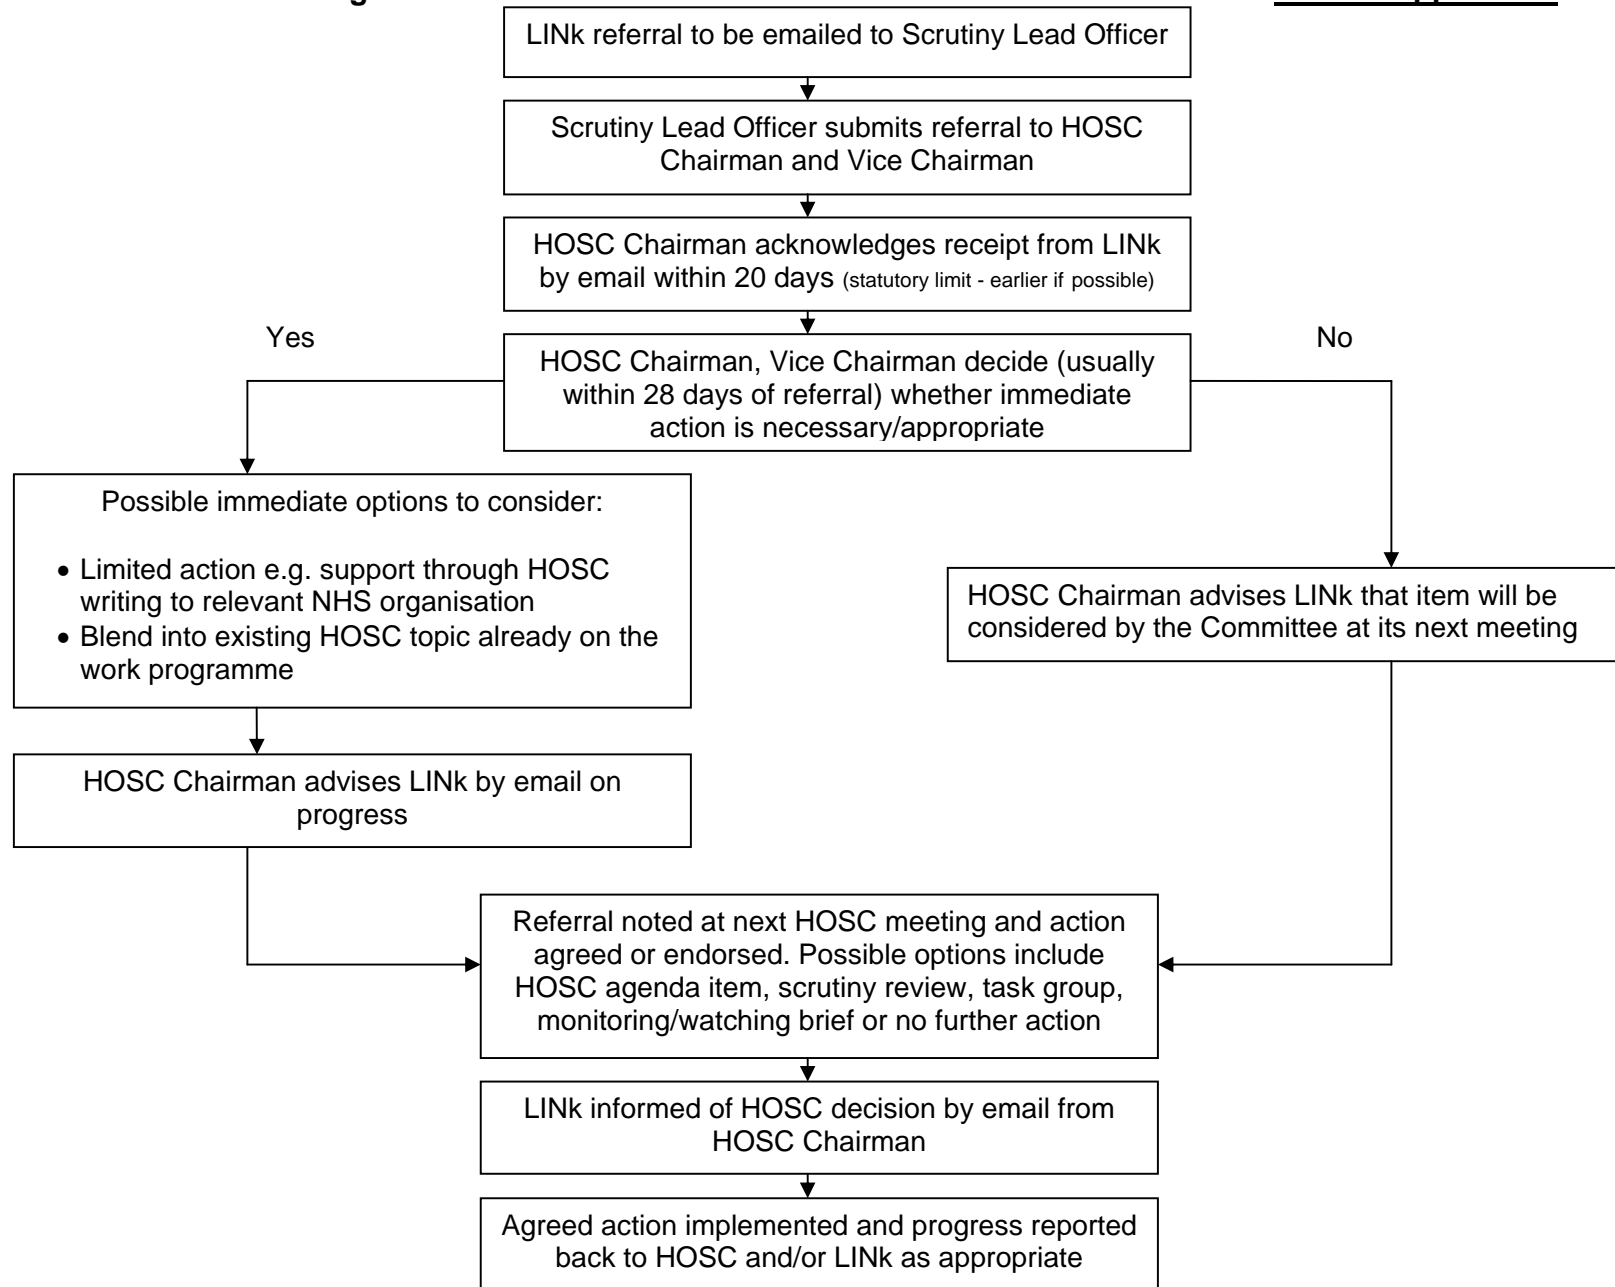 LINk referral to be emailed to Scrutiny Lead Officer
Scrutiny Lead Officer submits referral to HOSC
Chairman and Vice Chairman
HOSC Chairman acknowledges receipt from LINk
by email within 20 days (statutory limit - earlier if possible)
Yes
No
HOSC Chairman, Vice Chairman decide (usually
within 28 days of referral) whether immediate
action is necessary/appropriate
Possible immediate options to consider:
• Limited action e.g. support through HOSC
writing to relevant NHS organisation
• Blend into existing HOSC topic already on the
work programme
HOSC Chairman advises LINk that item will be
considered by the Committee at its next meeting
HOSC Chairman advises LINk by email on
progress
Referral noted at next HOSC meeting and action
agreed or endorsed. Possible options include
HOSC agenda item, scrutiny review, task group,
monitoring/watching brief or no further action
LINk informed of HOSC decision by email from
HOSC Chairman
Agreed action implemented and progress reported
back to HOSC and/or LINk as appropriate